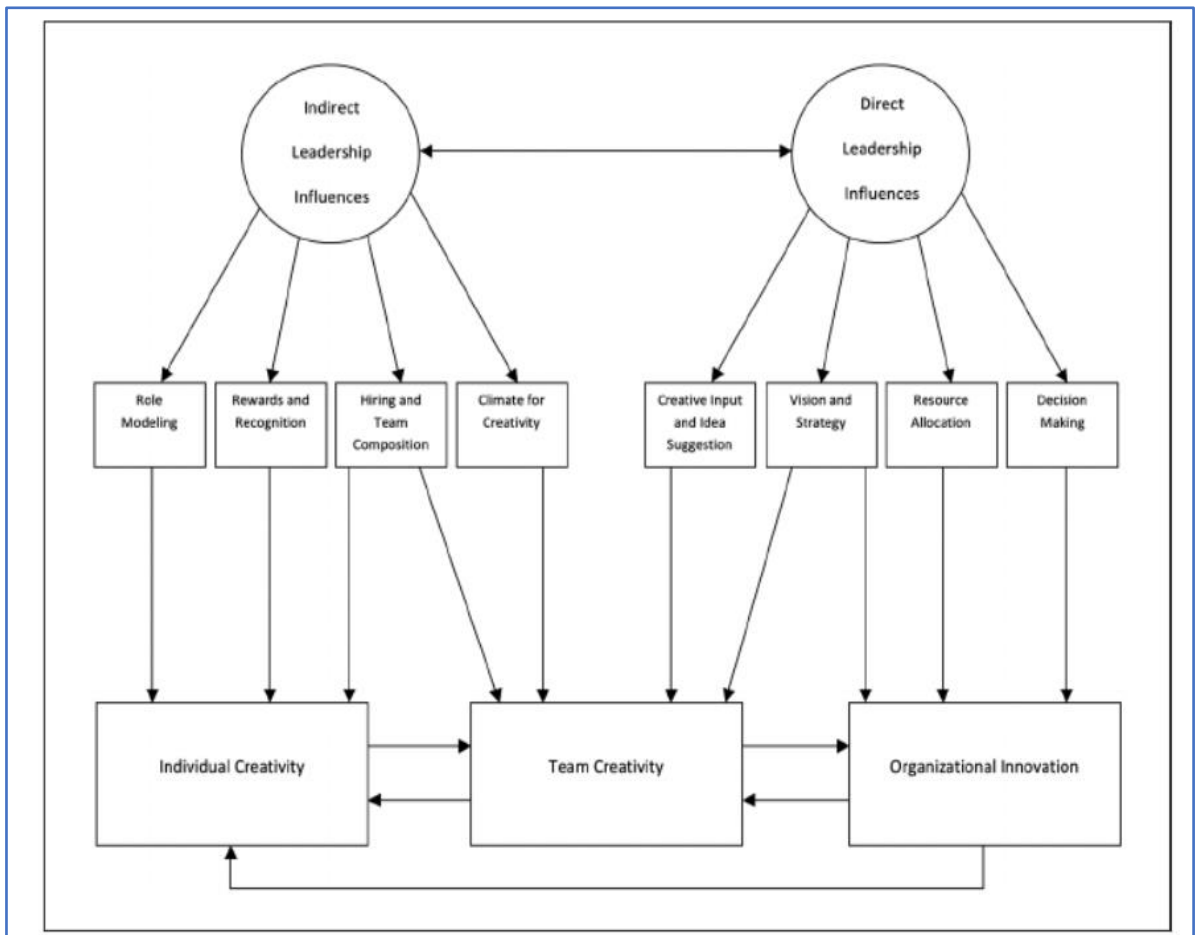 Indirect
Leadership
Influences
Direct
Leadership
Influences
Role
Modeling
Rewards and
Recognition
Hiring and
Team
Composition
Climate for
Creativity
Creative Input
and Idea
Suggestion
Vision and
Strategy
Resource
Allocation
Decision
Making
Individual Creativity
Team Creativity
Organizational Innovation